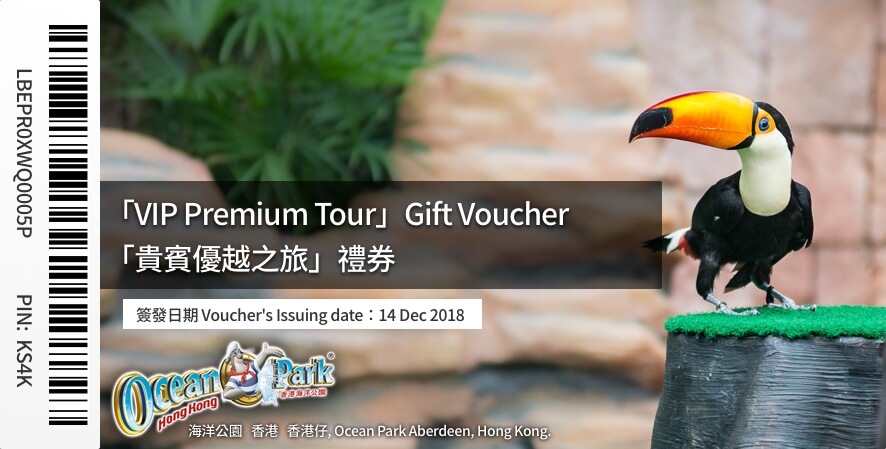 LBEPR0XWQ0005P
PIN: KS4K
「VIP Premium Tour」Gift Voucher
「貴賓優越之旅」禮券
簽發日期 Voucher's Issuing date：14 Dec 2018
Ocean Park®
香港海洋公園
Hong Kong
海洋公園 香港 香港仔, Ocean Park Aberdeen, Hong Kong.